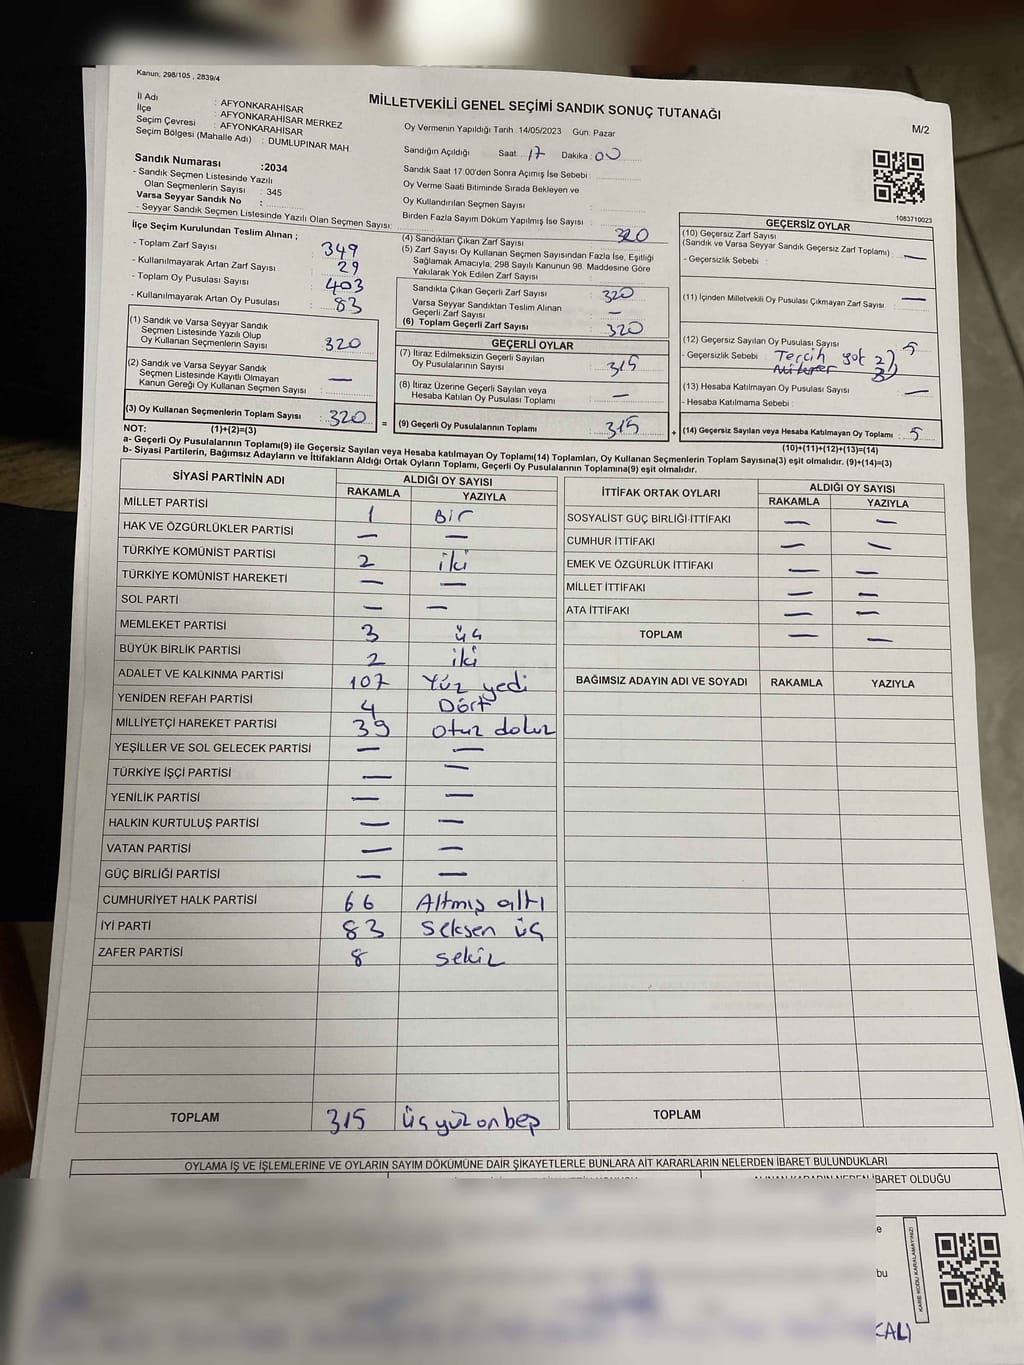 Kanun; 298/105 , 2839/4
MİLLETVEKİLİ GENEL SEÇİMİ SANDIK SONUÇ TUTANAĞI
M/2
İl Adı : AFYONKARAHİSAR
İlçe : AFYONKARAHİSAR MERKEZ
Seçim Çevresi : AFYONKARAHİSAR
Seçim Bölgesi (Mahalle Adı) : DUMLUPINAR MAH.
Sandık Numarası :2034
- Sandık Seçmen Listesinde Yazılı
Olan Seçmenlerin Sayısı : 345
Varsa Seyyar Sandık No :
- Seyyar Sandık Seçmen Listesinde Yazılı Olan Seçmen Sayısı:
Oy Vermenin Yapıldığı Tarih :14/05/2023 Gün: Pazar
Sandığın Açıldığı Saat: 17 Dakika: 00
Sandık Saat 17:00'den Sonra Açımış İse Sebebi :
Oy Verme Saati Bitiminde Sırada Bekleyen ve
Oy Kullandırılan Seçmen Sayısı :
Birden Fazla Sayım Döküm Yapılmış İse Sayısı :
1083710023
İlçe Seçim Kurulundan Teslim Alınan ;
- Toplam Zarf Sayısı : 349
- Kullanılmayarak Artan Zarf Sayısı : 29
- Toplam Oy Pusulası Sayısı : 403
- Kullanılmayarak Artan Oy Pusulası : 83
(1) Sandık ve Varsa Seyyar Sandık
Seçmen Listesinde Yazılı Olup
Oy Kullanan Seçmenlerin Sayısı : 320
(2) Sandık ve Varsa Seyyar Sandık
Seçmen Listesinde Kayıtlı Olmayan
Kanun Gereği Oy Kullanan Seçmen Sayısı : —
(3) Oy Kullanan Seçmenlerin Toplam Sayısı : 320 =
(4) Sandıktan Çıkan Zarf Sayısı : 320
(5) Zarf Sayısı Oy Kullanan Seçmen Sayısından Fazla İse, Eşitliği
Sağlamak Amacıyla, 298 Sayılı Kanunun 98. Maddesine Göre
Yakılarak Yok Edilen Zarf Sayısı :
Sandıkta Çıkan Geçerli Zarf Sayısı : 320
Varsa Seyyar Sandıktan Teslim Alınan
Geçerli Zarf Sayısı : —
(6) Toplam Geçerli Zarf Sayısı : 320
GEÇERLİ OYLAR
(7) İtiraz Edilmeksizin Geçerli Sayılan
Oy Pusulalarının Sayısı : 315
(8) İtiraz Üzerine Geçerli Sayılan veya
Hesaba Katılan Oy Pusulası Toplamı : —
(9) Geçerli Oy Pusulalarının Toplamı : 315 +
GEÇERSİZ OYLAR
(10) Geçersiz Zarf Sayısı
(Sandık ve Varsa Seyyar Sandık Geçersiz Zarf Toplamı) : —
- Geçersizlik Sebebi :
(11) İçinden Milletvekili Oy Pusulası Çıkmayan Zarf Sayısı : —
(12) Geçersiz Sayılan Oy Pusulası Sayısı : 5
- Geçersizlik Sebebi : Tercih yok 2)
3)
(13) Hesaba Katılmayan Oy Pusulası Sayısı : —
- Hesaba Katılmama Sebebi :
(14) Geçersiz Sayılan veya Hesaba Katılmayan Oy Toplamı : 5
NOT: (1)+(2)=(3)
(10)+(11)+(12)+(13)=(14)
a- Geçerli Oy Pusulalarının Toplamı(9) ile Geçersiz Sayılan veya Hesaba Katılmayan Oy Toplamı(14) Toplamları, Oy Kullanan Seçmenlerin Toplam Sayısına(3) eşit olmalıdır. (9)+(14)=(3)
b- Siyasi Partilerin, Bağımsız Adayların ve İttifakların Aldığı Ortak Oyların Toplamı, Geçerli Oy Pusulalarının Toplamına(9) eşit olmalıdır.
SİYASİ PARTİNİN ADI ALDIĞI OY SAYISI
RAKAMLA YAZIYLA
MİLLET PARTİSİ 1 Bir
HAK VE ÖZGÜRLÜKLER PARTİSİ — —
TÜRKİYE KOMÜNİST PARTİSİ 2 iki
TÜRKİYE KOMÜNİST HAREKETİ — —
SOL PARTİ — —
MEMLEKET PARTİSİ 3 üç
BÜYÜK BİRLİK PARTİSİ 2 iki
ADALET VE KALKINMA PARTİSİ 107 Yüz yedi
YENİDEN REFAH PARTİSİ 4 Dört
MİLLİYETÇİ HAREKET PARTİSİ 39 otuz dokuz
YEŞİLLER VE SOL GELECEK PARTİSİ — —
TÜRKİYE İŞÇİ PARTİSİ — —
YENİLİK PARTİSİ — —
HALKIN KURTULUŞ PARTİSİ — —
VATAN PARTİSİ — —
GÜÇ BİRLİĞİ PARTİSİ — —
CUMHURİYET HALK PARTİSİ 66 Altmış altı
İYİ PARTİ 83 Seksen üç
ZAFER PARTİSİ 8 sekiz
TOPLAM 315 üçyüzonbeş
İTTİFAK ORTAK OYLARI ALDIĞI OY SAYISI
RAKAMLA YAZIYLA
SOSYALİST GÜÇ BİRLİĞİ İTTİFAKI — —
CUMHUR İTTİFAKI — —
EMEK VE ÖZGÜRLÜK İTTİFAKI — —
MİLLET İTTİFAKI — —
ATA İTTİFAKI — —
TOPLAM — —
BAĞIMSIZ ADAYIN ADI VE SOYADI RAKAMLA YAZIYLA
TOPLAM
OYLAMA İŞ VE İŞLEMLERİNE VE OYLARIN SAYIM DÖKÜMÜNE DAİR ŞİKAYETLERLE BUNLARA AİT KARARLARIN NELERDEN İBARET BULUNDUKLARI
ALINAN KARARIN NEDEN İBARET OLDUĞU
e
bu
KARE KODU KARALAMAYINIZ!